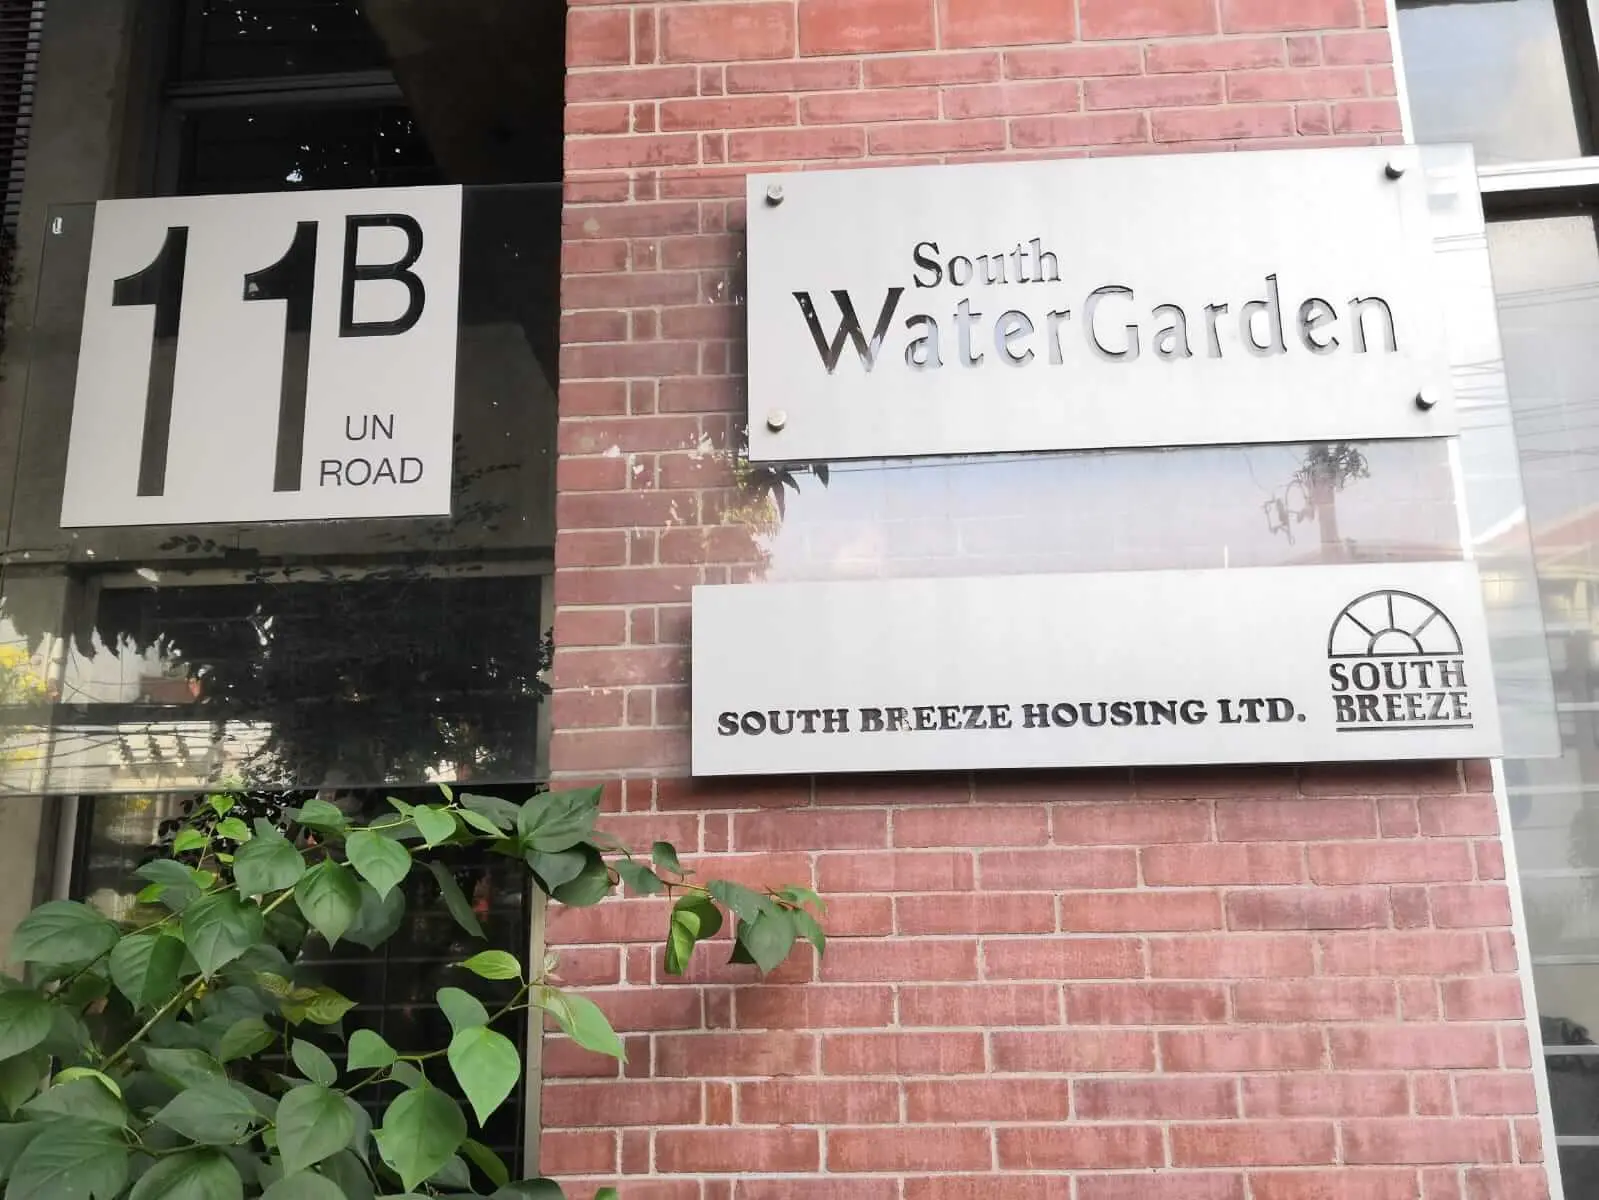 11B
UN
ROAD
South
WaterGarden
SOUTH BREEZE HOUSING LTD.
SOUTH
BREEZE